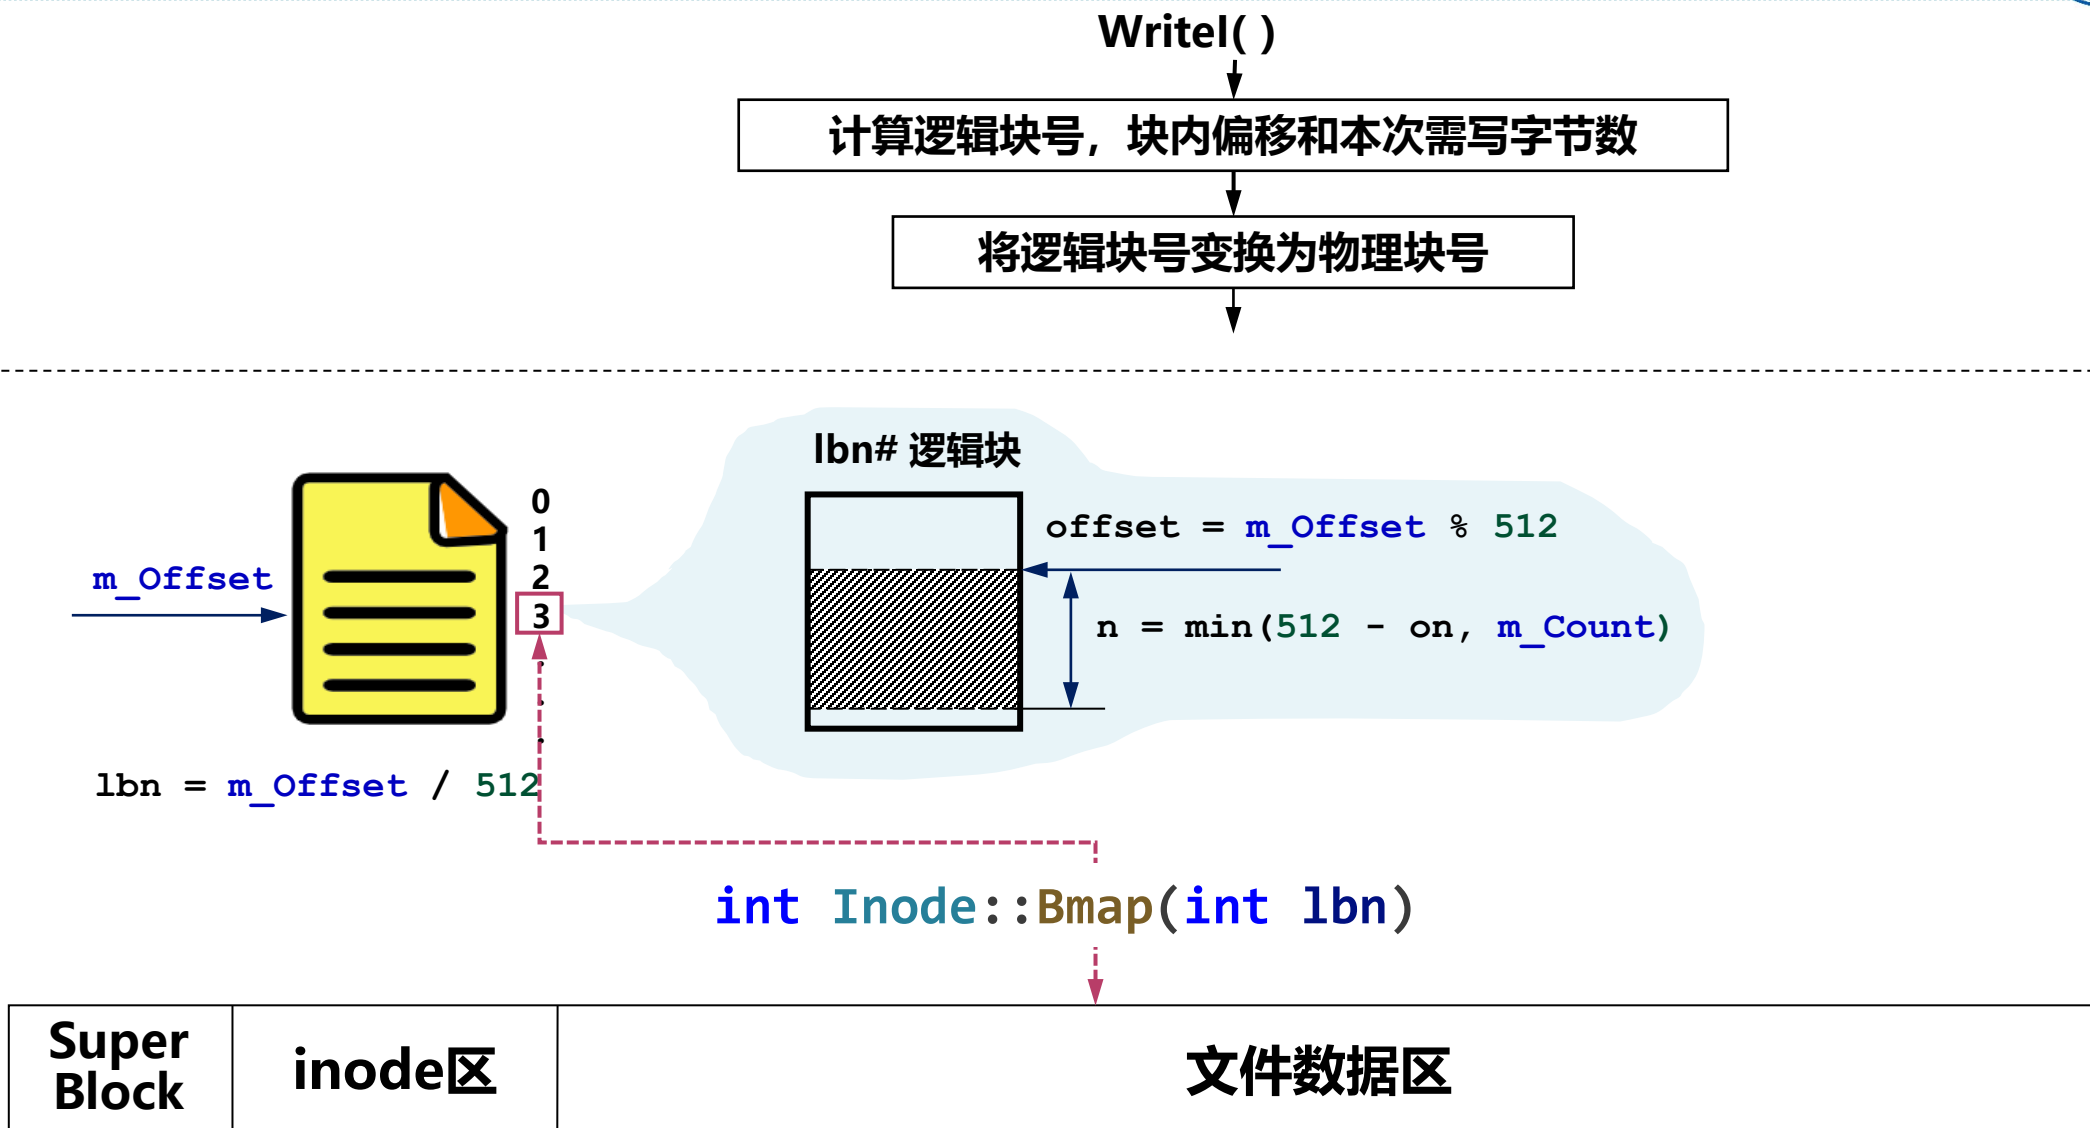 WriteI( )
计算逻辑块号，块内偏移和本次需写字节数
将逻辑块号变换为物理块号
lbn# 逻辑块
0
1
2
3
.
.
.
m_Offset
offset = m_Offset % 512
n = min(512 - on, m_Count)
lbn = m_Offset / 512
int Inode::Bmap(int lbn)
Super
Block
inode区
文件数据区